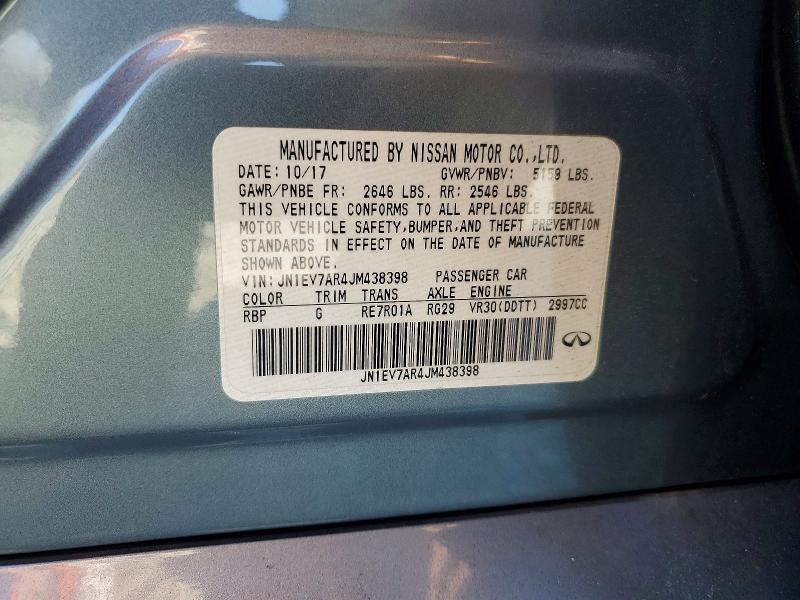 MANUFACTURED BY NISSAN MOTOR CO.,LTD.
DATE: 10/17 GVWR/PNBV: 5159 LBS.
GAWR/PNBE FR: 2646 LBS. RR: 2546 LBS.
THIS VEHICLE CONFORMS TO ALL APPLICABLE FEDERAL
MOTOR VEHICLE SAFETY,BUMPER,AND THEFT PREVENTION
STANDARDS IN EFFECT ON THE DATE OF MANUFACTURE
SHOWN ABOVE.
VIN:JN1EV7AR4JM438398 PASSENGER CAR
COLOR TRIM TRANS AXLE ENGINE
RBP G RE7R01A RG29 VR30(DDTT) 2997CC
JN1EV7AR4JM438398